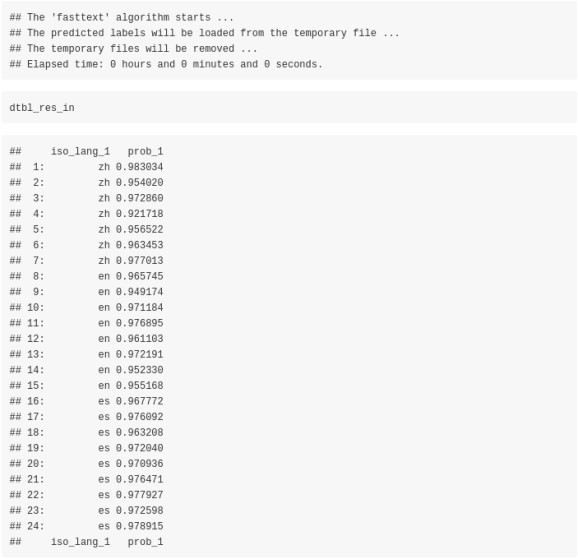 ## The 'fasttext' algorithm starts ...
## The predicted labels will be loaded from the temporary file ...
## The temporary files will be removed ...
## Elapsed time: 0 hours and 0 minutes and 0 seconds.
dtbl_res_in
##     iso_lang_1   prob_1
##  1:         zh 0.983034
##  2:         zh 0.954020
##  3:         zh 0.972860
##  4:         zh 0.921718
##  5:         zh 0.956522
##  6:         zh 0.963453
##  7:         zh 0.977013
##  8:         en 0.965745
##  9:         en 0.949174
## 10:         en 0.971184
## 11:         en 0.976895
## 12:         en 0.961103
## 13:         en 0.972191
## 14:         en 0.952330
## 15:         en 0.955168
## 16:         es 0.967772
## 17:         es 0.976092
## 18:         es 0.963208
## 19:         es 0.972040
## 20:         es 0.970936
## 21:         es 0.976471
## 22:         es 0.977927
## 23:         es 0.972598
## 24:         es 0.978915
##     iso_lang_1   prob_1